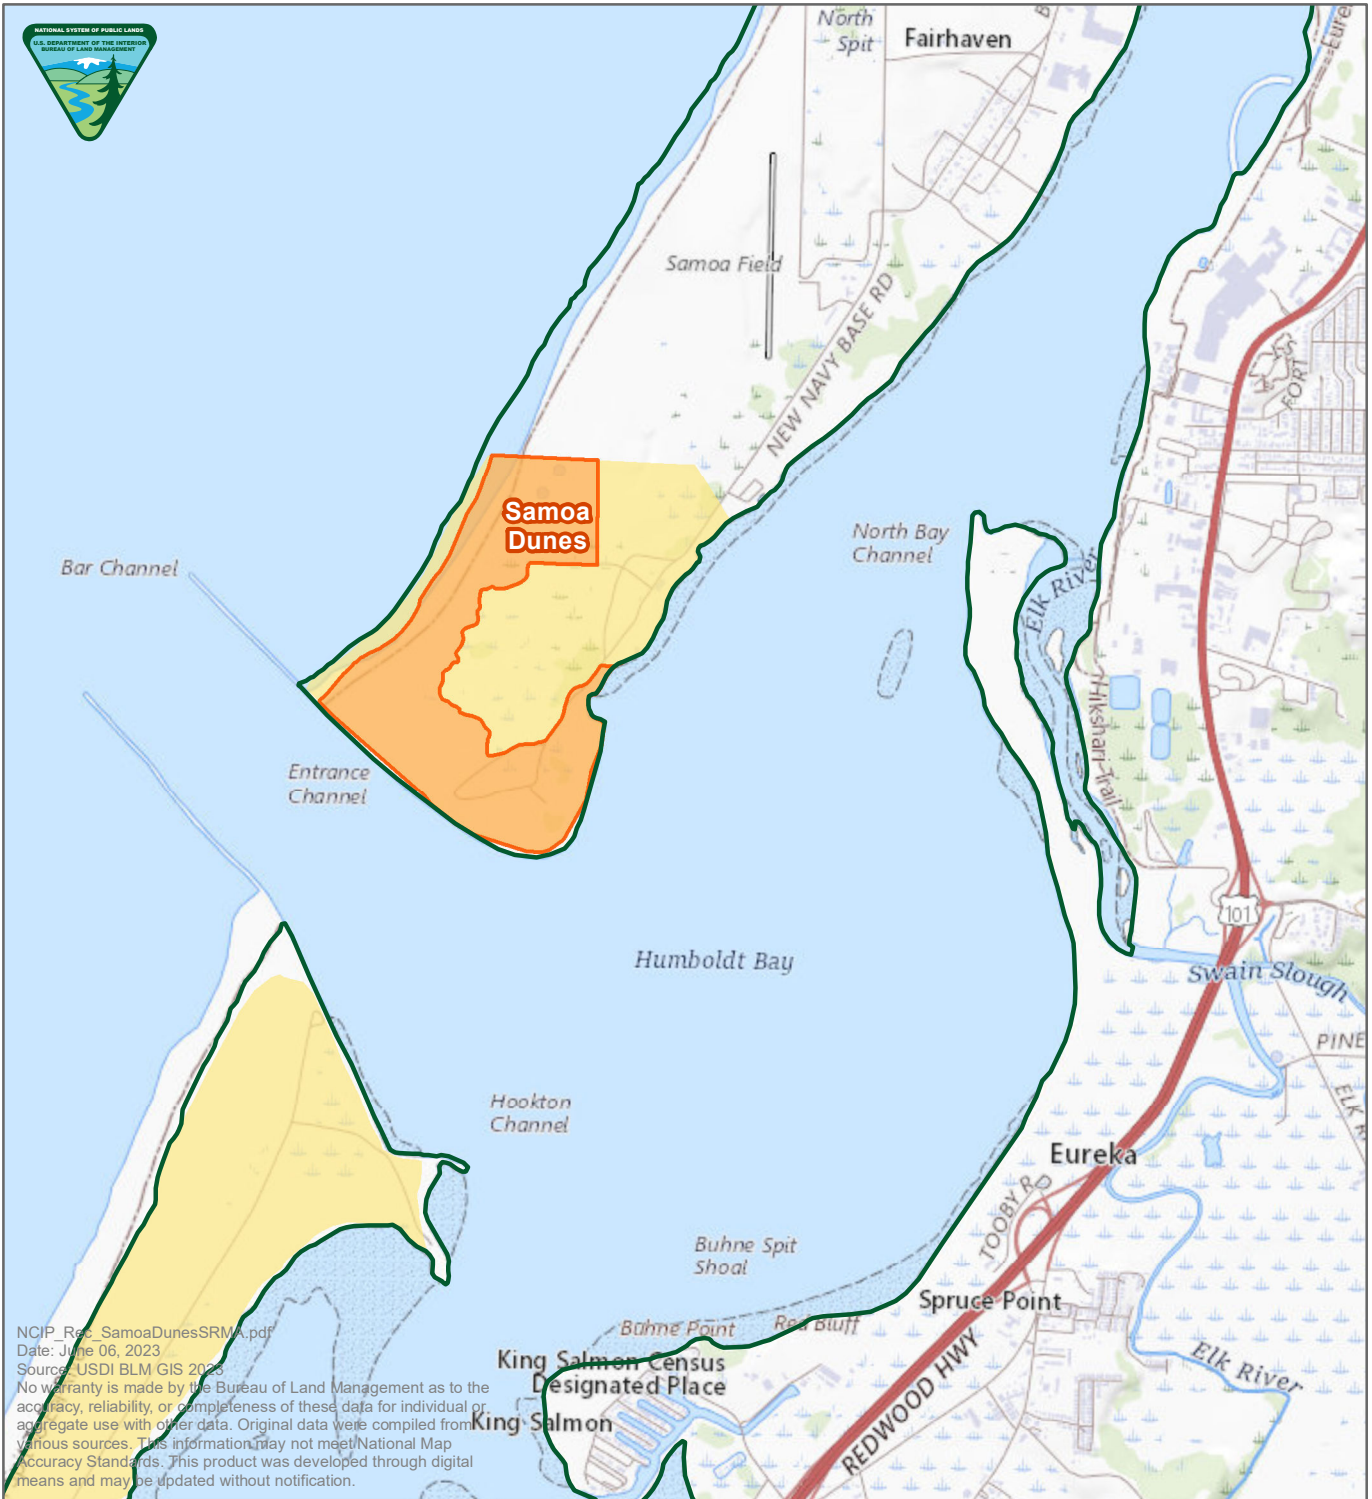 NATIONAL SYSTEM OF PUBLIC LANDS
U.S. DEPARTMENT OF THE INTERIOR
BUREAU OF LAND MANAGEMENT
North
Spit
Fairhaven
Samoa Field
NEW NAVY BASE RD
FORT
Samoa
Dunes
Bar Channel
North Bay
Channel
Elk River
Hikshari Trail
Entrance
Channel
101
Humboldt Bay
Swain Slough
PINE
ELK R
Hookton
Channel
Eureka
TOOBY RD
Buhne Spit
Shoal
Spruce Point
Buhne Point
Red Bluff
King Salmon Census
Designated Place
King Salmon
REDWOOD HWY
Elk River
NCIP_Rec_SamoaDunesSRMA.pdf
Date: June 06, 2023
Source: USDI BLM GIS 2023
No warranty is made by the Bureau of Land Management as to the
accuracy, reliability, or completeness of these data for individual or
aggregate use with other data. Original data were compiled from
various sources. This information may not meet National Map
Accuracy Standards. This product was developed through digital
means and may be updated without notification.